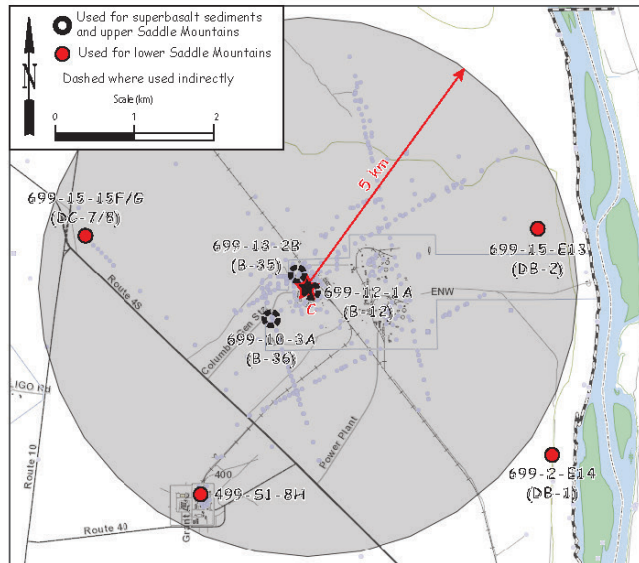 Used for superbasalt sediments
and upper Saddle Mountains
Used for lower Saddle Mountains
Dashed where used indirectly
N
Scale (km)
0 1 2
5 km
699-15-15F/G
(DC-7/8)
699-13-2B
(B-35)
699-15-E13
(DB-2)
699-12-1A
(B-12)
C
ENW
699-10-3A
(B-36)
Route 4S
Columbia Gen St
Power Plant
Route 10
699-2-E14
(DB-1)
400
499-S1-8H
Route 40